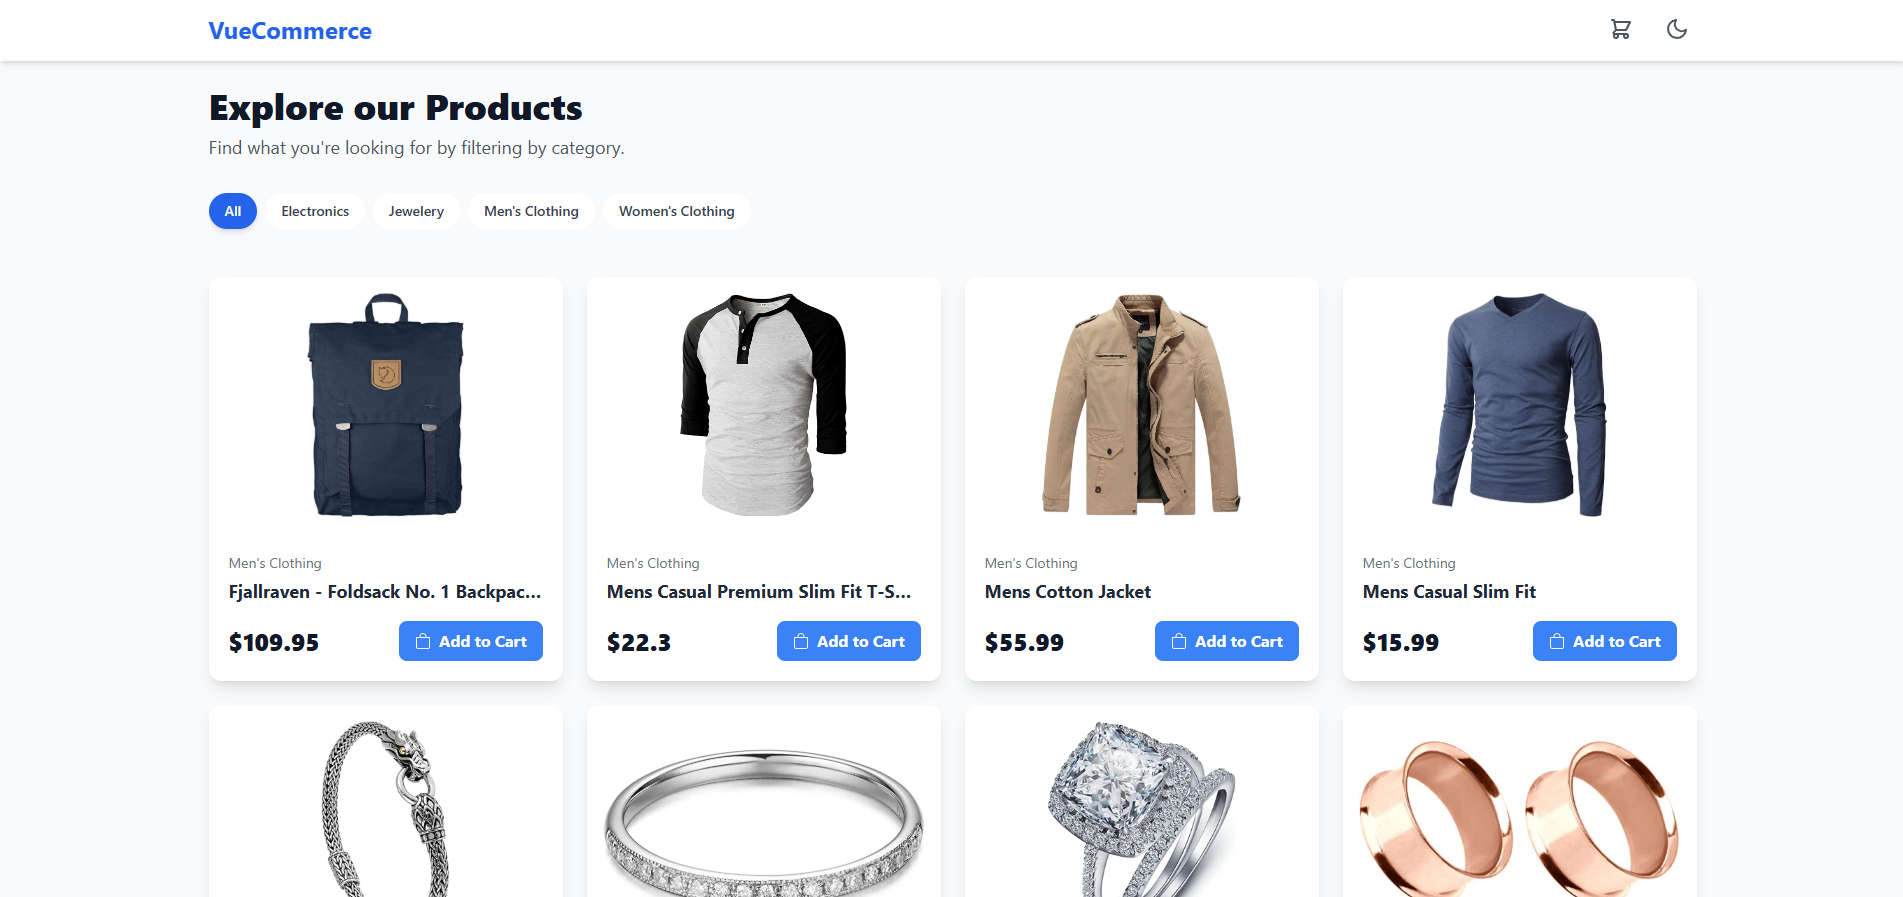 VueCommerce
Explore our Products
Find what you're looking for by filtering by category.
All Electronics Jewelery Men's Clothing Women's Clothing
Men's Clothing
Fjallraven - Foldsack No. 1 Backpac...
$109.95 Add to Cart
Men's Clothing
Mens Casual Premium Slim Fit T-S...
$22.3 Add to Cart
Men's Clothing
Mens Cotton Jacket
$55.99 Add to Cart
Men's Clothing
Mens Casual Slim Fit
$15.99 Add to Cart